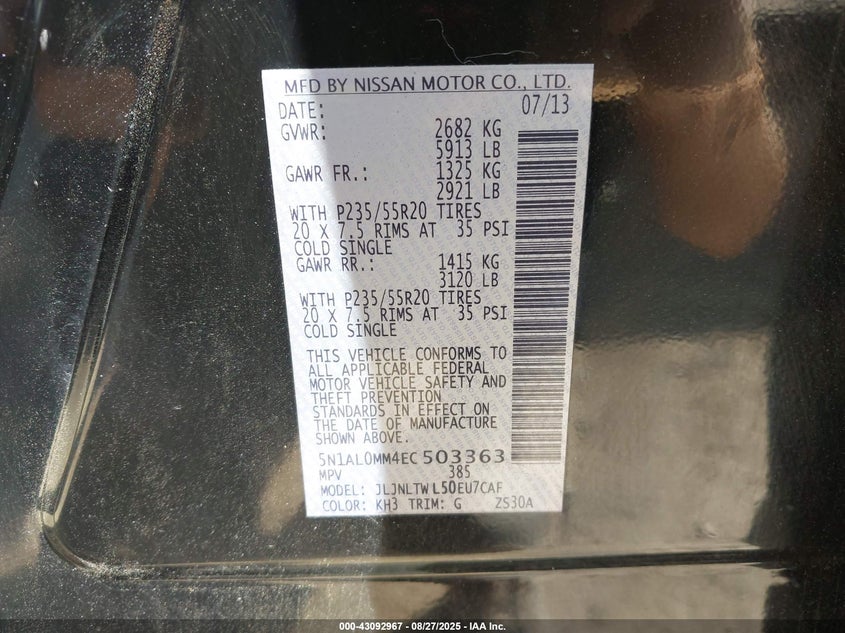 MFD BY NISSAN MOTOR CO., LTD.
DATE: 07/13
GVWR: 2682 KG
5913 LB
GAWR FR.: 1325 KG
2921 LB
WITH P235/55R20 TIRES
20 X 7.5 RIMS AT 35 PSI
COLD SINGLE
GAWR RR.: 1415 KG
3120 LB
WITH P235/55R20 TIRES
20 X 7.5 RIMS AT 35 PSI
COLD SINGLE
THIS VEHICLE CONFORMS TO
ALL APPLICABLE FEDERAL
MOTOR VEHICLE SAFETY AND
THEFT PREVENTION
STANDARDS IN EFFECT ON
THE DATE OF MANUFACTURE
SHOWN ABOVE.
5N1AL0MM4EC503363
MPV 385
MODEL: JLJNLTWL50EU7CAF
COLOR: KH3 TRIM: G ZS30A
000-43092967 - 08/27/2025 - IAA Inc.